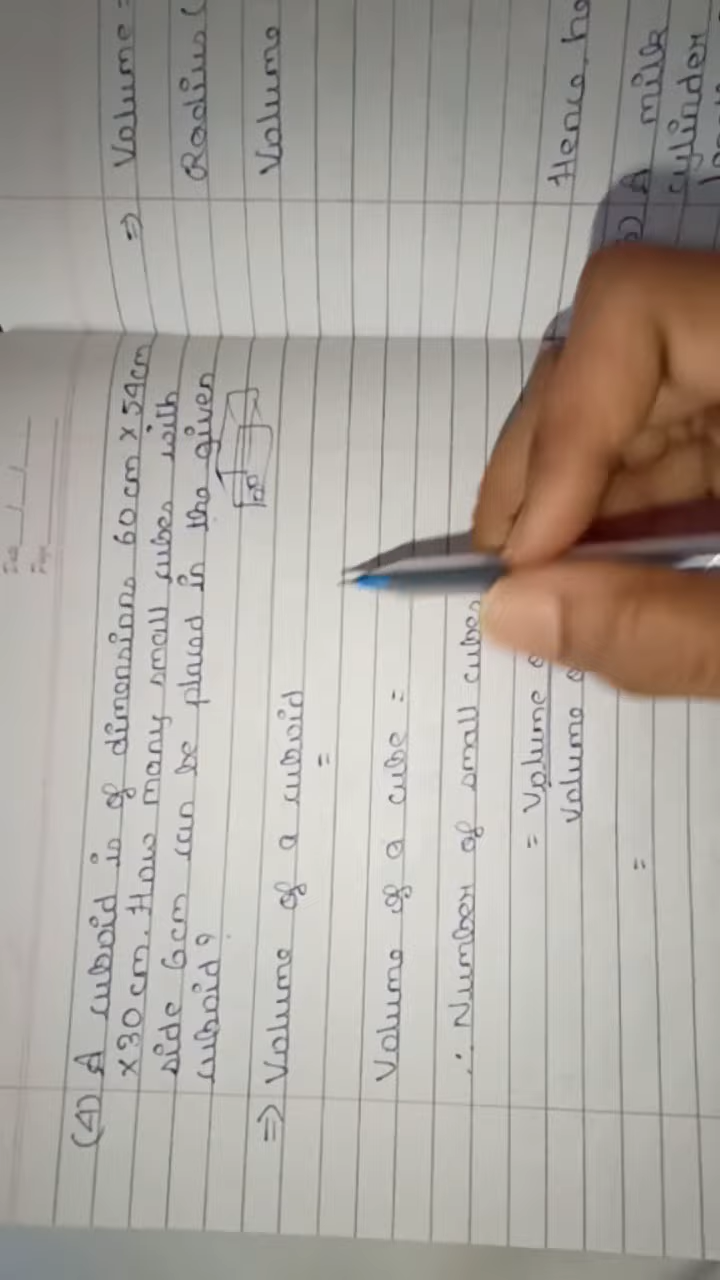 (4) A cuboid is of dimensions 60 cm x 54cm
x 30 cm. How many small cubes with
side 6cm can be placed in the given
cuboid?
=> Volume of a cuboid
=
Volume of a cube =
∴ Number of small cubes
= Volume
Volume
=
=> Volume =
Radius (
Volume
Hence, ho
) A milk
cylinder